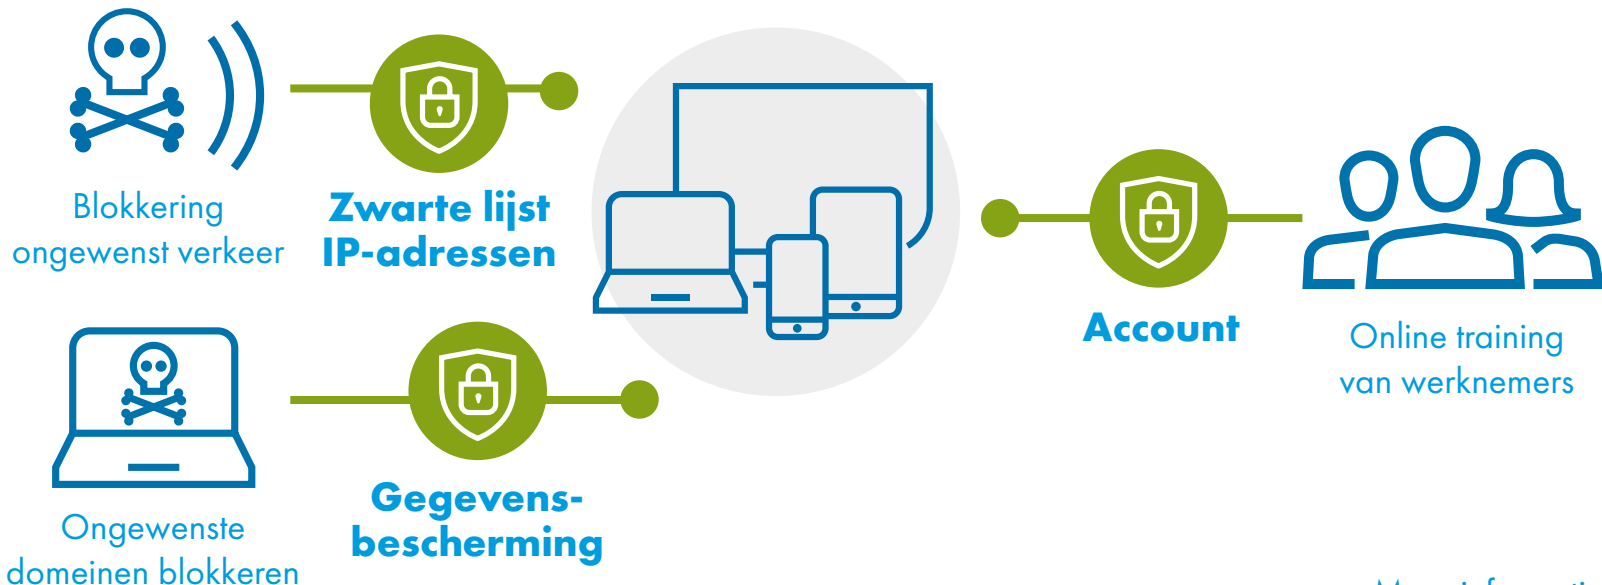 Blokkering
ongewenst verkeer
Zwarte lijst
IP-adressen
Account
Online training
van werknemers
Ongewenste
domeinen blokkeren
Gegevens-
bescherming